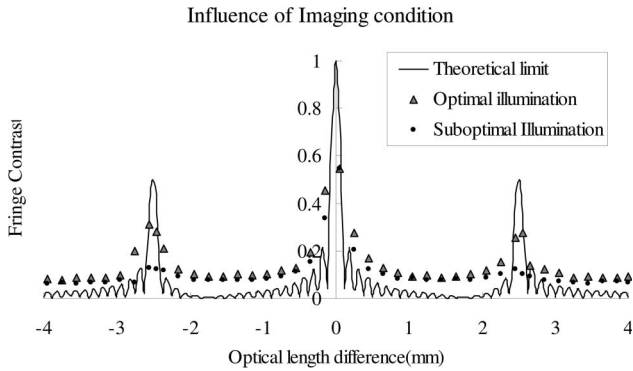 Influence of Imaging condition
Theoretical limit
Optimal illumination
Suboptimal Illumination
Fringe Contrast
1
0.8
0.6
0.4
0.2
0
-4 -3 -2 -1 0 1 2 3 4
Optical length difference(mm)